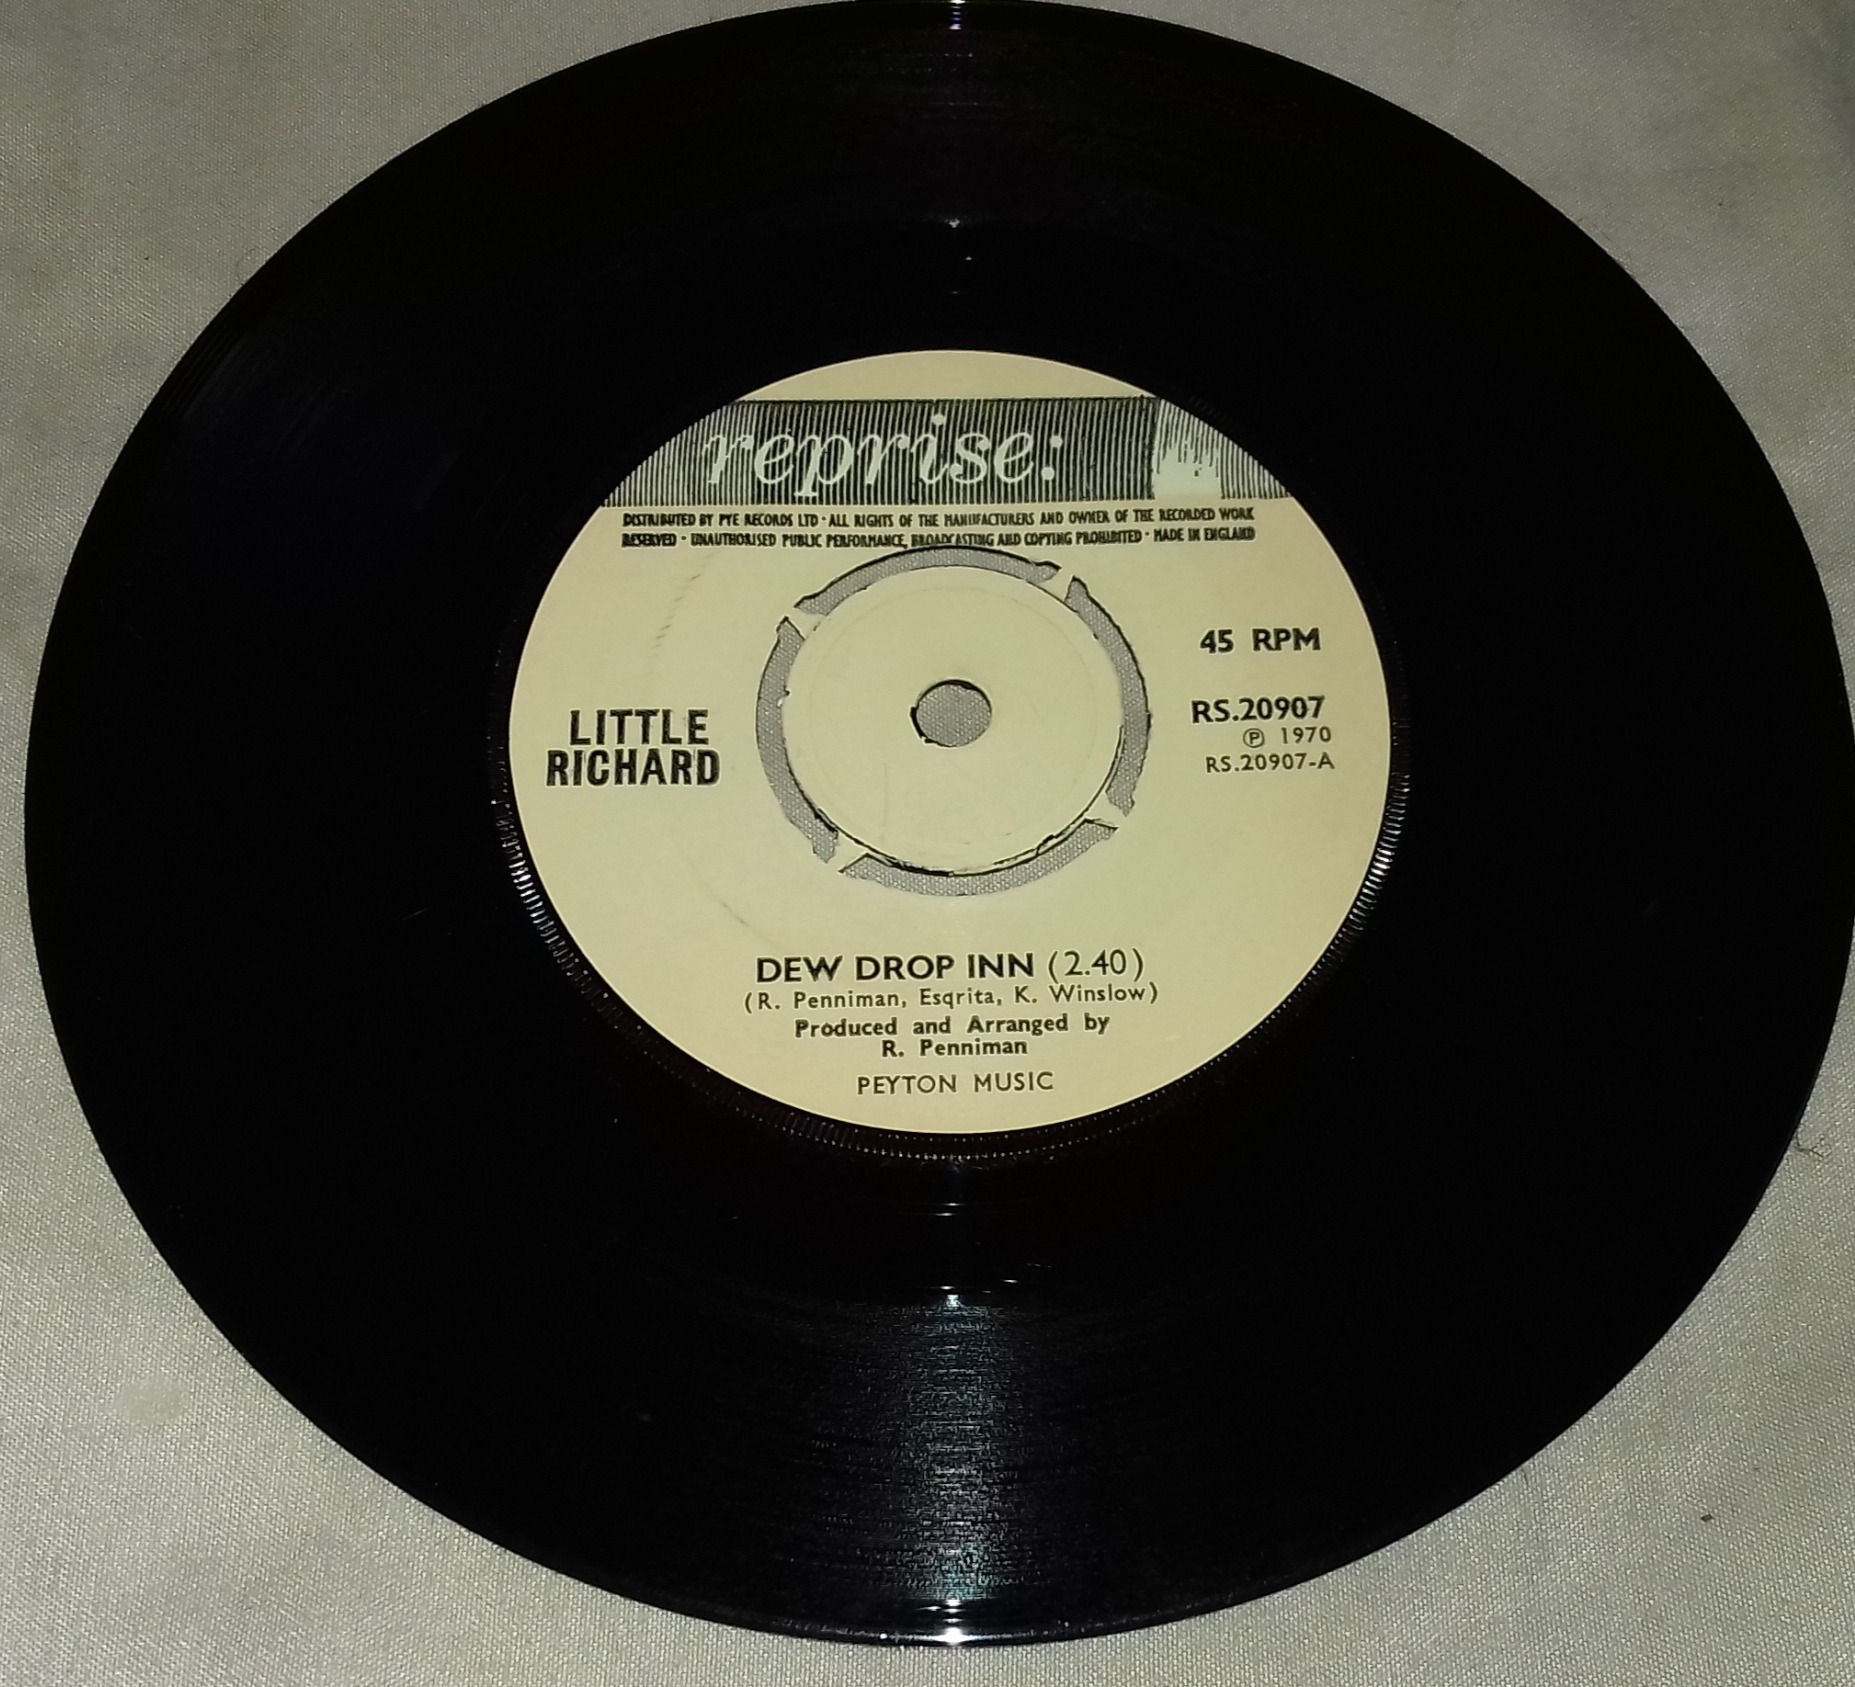 reprise:
DISTRIBUTED BY PYE RECORDS LTD · ALL RIGHTS OF THE MANUFACTURERS AND OWNER OF THE RECORDED WORK
RESERVED · UNAUTHORISED PUBLIC PERFORMANCE, BROADCASTING AND COPYING PROHIBITED · MADE IN ENGLAND
45 RPM
RS.20907
Ⓟ 1970
RS.20907-A
LITTLE
RICHARD
DEW DROP INN (2.40)
(R. Penniman, Esqrita, K. Winslow)
Produced and Arranged by
R. Penniman
PEYTON MUSIC